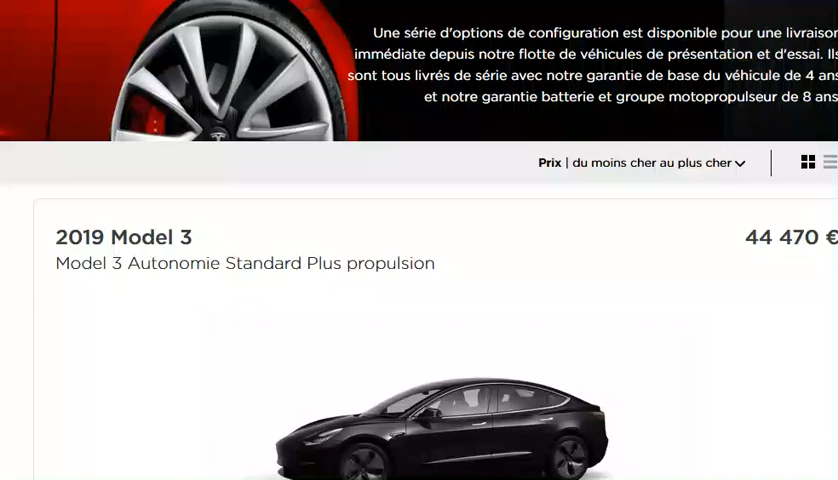 Une série d'options de configuration est disponible pour une livraison
immédiate depuis notre flotte de véhicules de présentation et d'essai. Ils
sont tous livrés de série avec notre garantie de base du véhicule de 4 ans
et notre garantie batterie et groupe motopropulseur de 8 ans
Prix | du moins cher au plus cher
2019 Model 3
44 470 €
Model 3 Autonomie Standard Plus propulsion